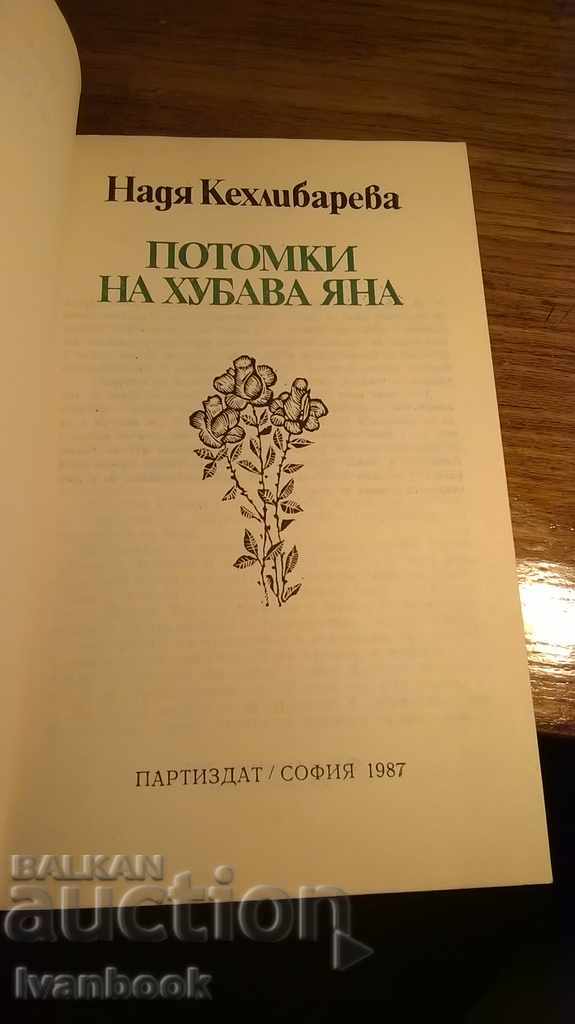 Надя Кехлибарева
ПОТОМКИ
НА ХУБАВА ЯНА
ПАРТИЗДАТ / СОФИЯ 1987
BALKAN
auction
Ivanbook